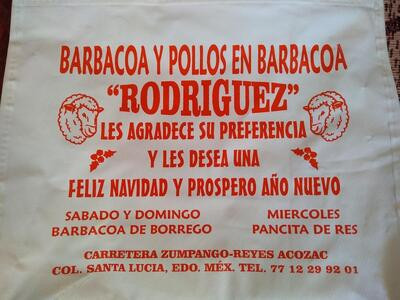 BARBACOA Y POLLOS EN BARBACOA
"RODRIGUEZ"
LES AGRADECE SU PREFERENCIA
Y LES DESEA UNA
FELIZ NAVIDAD Y PROSPERO AÑO NUEVO
SABADO Y DOMINGO
BARBACOA DE BORREGO
MIERCOLES
PANCITA DE RES
CARRETERA ZUMPANGO-REYES ACOZAC
COL. SANTA LUCIA, EDO. MÉX. TEL. 77 12 29 92 01